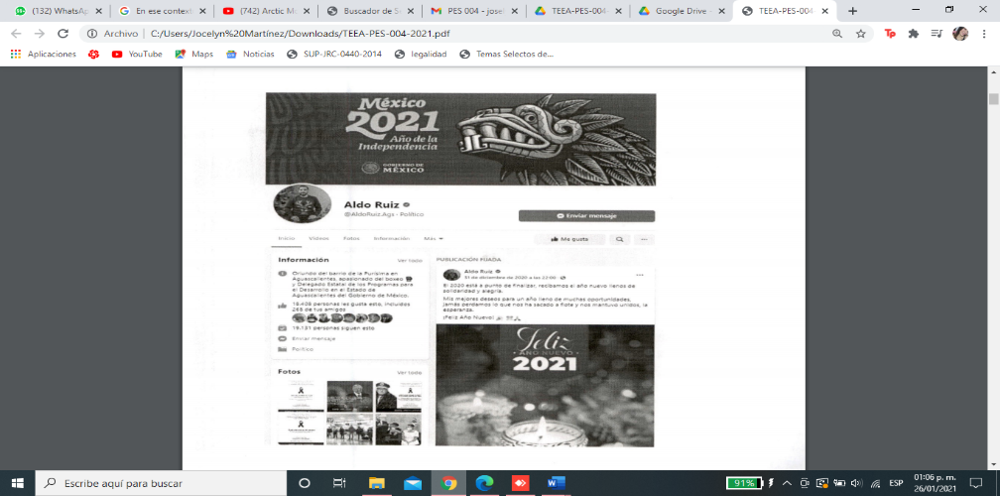 (132) WhatsAp
En ese context
(742) Arctic Mo
Buscador de Se
PES 004 - josef
TEEA-PES-004-
Google Drive -
TEEA-PES-004-
Archivo | C:/Users/Jocelyn%20Martínez/Downloads/TEEA-PES-004-2021.pdf
Aplicaciones
YouTube
Maps
Noticias
SUP-JRC-0440-2014
legalidad
Temas Selectos de...
México
2021
Año de la
Independencia
GOBIERNO DE
MÉXICO
Aldo Ruiz
@AldoRuiz.Ags - Político
Enviar mensaje
Inicio Videos Fotos Información Más
Me gusta
Información Ver todo
Oriundo del barrio de la Purísima en
Aguascalientes, apasionado del boxeo
y Delegado Estatal de los Programas para
el Desarrollo en el Estado de
Aguascalientes del Gobierno de México.
personas les gusta esto, incluidos
de tus amigos
19,131 personas siguen esto
Enviar mensaje
Político
Fotos Ver todo
PUBLICACIÓN FIJADA
Aldo Ruiz
31 de diciembre de 2020 a las 22:00
El 2020 está a punto de finalizar, recibamos el año nuevo llenos de
solidaridad y alegría.
Mis mejores deseos para un año lleno de muchas oportunidades,
jamás perdamos lo que nos ha sacado a flote y nos mantuvo unidos, la
esperanza.
¡Feliz Año Nuevo!
Feliz
AÑO NUEVO
2021
Escribe aquí para buscar
91%
ESP
01:06 p. m.
26/01/2021